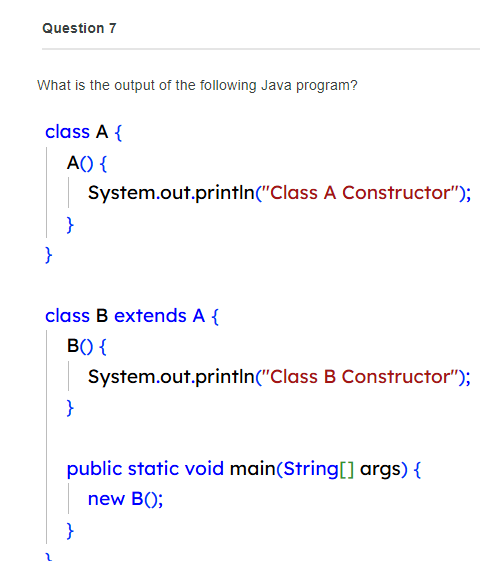 Question 7
What is the output of the following Java program?
class A {
A() {
System.out.println("Class A Constructor");
}
}
class B extends A {
B() {
System.out.println("Class B Constructor");
}
public static void main(String[] args) {
new B();
}
}